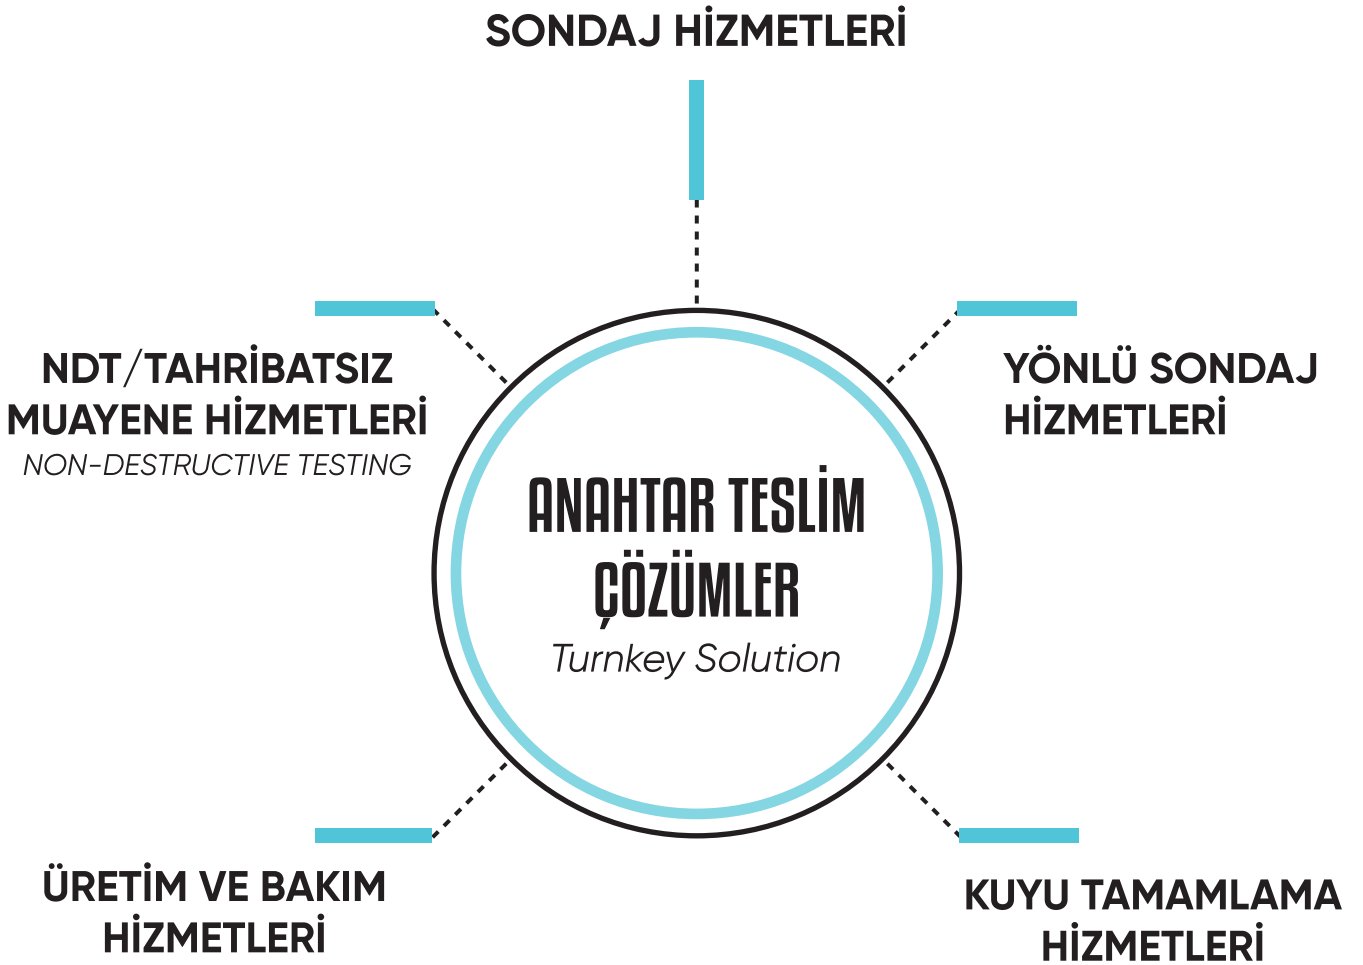 SONDAJ HİZMETLERİ
NDT/TAHRİBATSIZ
MUAYENE HİZMETLERİ
NON-DESTRUCTIVE TESTING
YÖNLÜ SONDAJ
HİZMETLERİ
ANAHTAR TESLİM
ÇÖZÜMLER
Turnkey Solution
ÜRETİM VE BAKIM
HİZMETLERİ
KUYU TAMAMLAMA
HİZMETLERİ